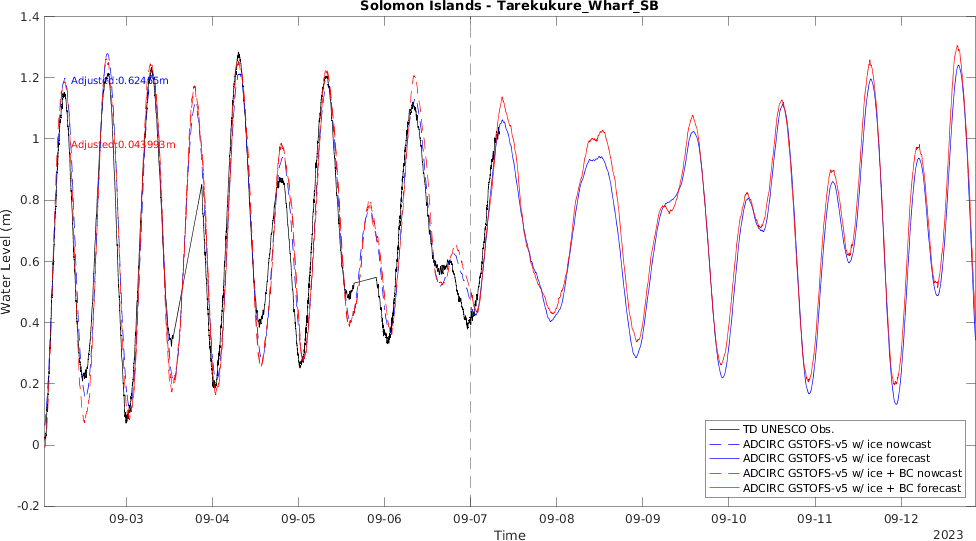 Solomon Islands - Tarekukure_Wharf_SB
1.4
1.2
1
0.8
0.6
0.4
0.2
0
-0.2
Water Level (m)
Adjusted:0.62465m
Adjusted:0.043993m
TD UNESCO Obs.
ADCIRC GSTOFS-v5 w/ ice nowcast
ADCIRC GSTOFS-v5 w/ ice forecast
ADCIRC GSTOFS-v5 w/ ice + BC nowcast
ADCIRC GSTOFS-v5 w/ ice + BC forecast
09-03 09-04 09-05 09-06 09-07 09-08 09-09 09-10 09-11 09-12
Time
2023